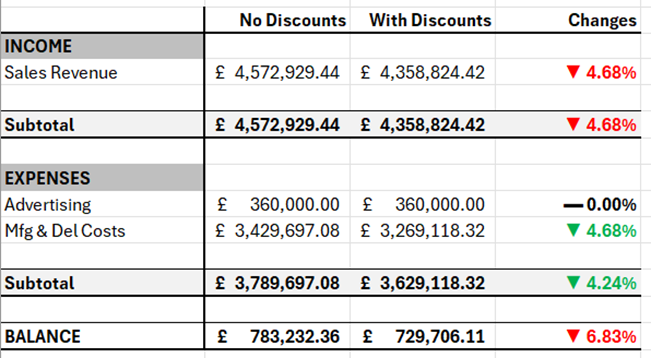 No Discounts With Discounts Changes
INCOME
Sales Revenue £ 4,572,929.44 £ 4,358,824.42 ▼ 4.68%
Subtotal £ 4,572,929.44 £ 4,358,824.42 ▼ 4.68%
EXPENSES
Advertising £ 360,000.00 £ 360,000.00 — 0.00%
Mfg & Del Costs £ 3,429,697.08 £ 3,269,118.32 ▼ 4.68%
Subtotal £ 3,789,697.08 £ 3,629,118.32 ▼ 4.24%
BALANCE £ 783,232.36 £ 729,706.11 ▼ 6.83%